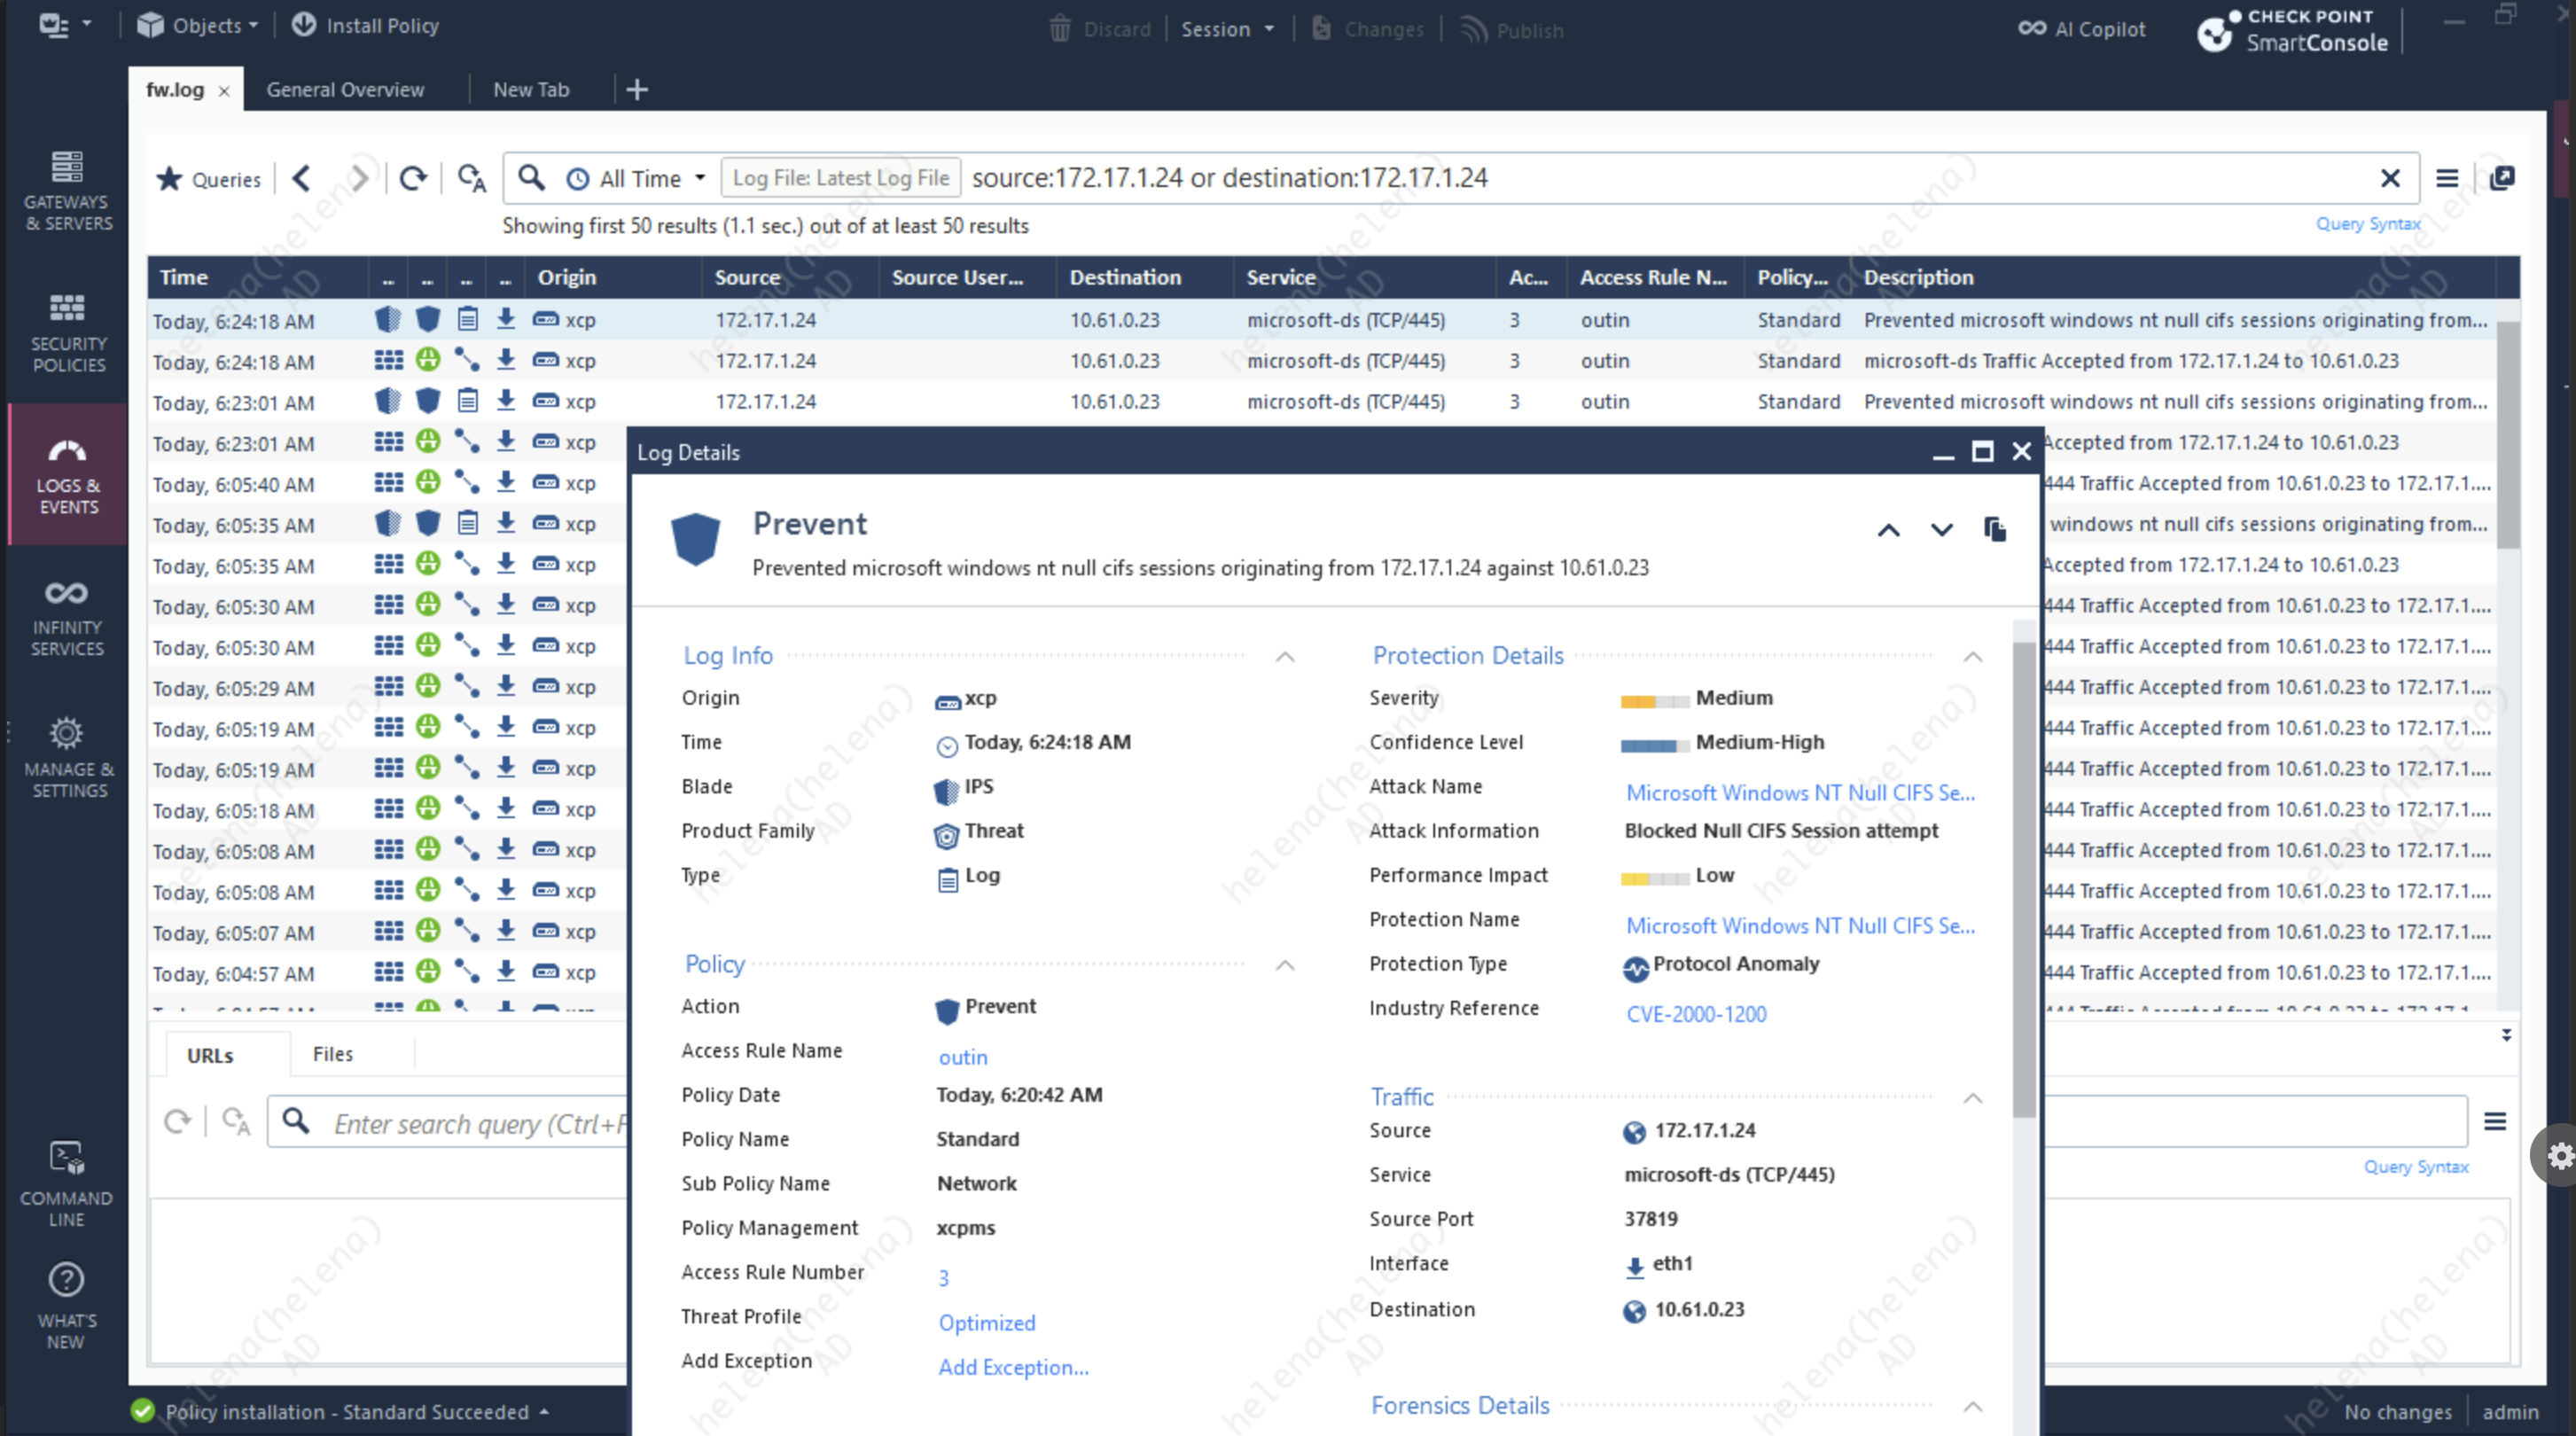 Objects
Install Policy
Discard
Session
Changes
Publish
AI Copilot
CHECK POINT
SmartConsole
fw.log
General Overview
New Tab
GATEWAYS
& SERVERS
SECURITY
POLICIES
LOGS &
EVENTS
INFINITY
SERVICES
MANAGE &
SETTINGS
COMMAND
LINE
WHAT'S
NEW
Queries
All Time
Log File: Latest Log File
source:172.17.1.24 or destination:172.17.1.24
Showing first 50 results (1.1 sec.) out of at least 50 results
Query Syntax
Time ... ... ... ... Origin Source Source User... Destination Service Ac... Access Rule N... Policy... Description
Today, 6:24:18 AM xcp 172.17.1.24 10.61.0.23 microsoft-ds (TCP/445) 3 outin Standard Prevented microsoft windows nt null cifs sessions originating from...
Today, 6:24:18 AM xcp 172.17.1.24 10.61.0.23 microsoft-ds (TCP/445) 3 outin Standard microsoft-ds Traffic Accepted from 172.17.1.24 to 10.61.0.23
Today, 6:23:01 AM xcp 172.17.1.24 10.61.0.23 microsoft-ds (TCP/445) 3 outin Standard Prevented microsoft windows nt null cifs sessions originating from...
Today, 6:23:01 AM xcp Accepted from 172.17.1.24 to 10.61.0.23
Today, 6:05:40 AM xcp 444 Traffic Accepted from 10.61.0.23 to 172.17.1....
Today, 6:05:35 AM xcp windows nt null cifs sessions originating from...
Today, 6:05:35 AM xcp Accepted from 172.17.1.24 to 10.61.0.23
Today, 6:05:30 AM xcp 444 Traffic Accepted from 10.61.0.23 to 172.17.1....
Today, 6:05:30 AM xcp 444 Traffic Accepted from 10.61.0.23 to 172.17.1....
Today, 6:05:29 AM xcp 444 Traffic Accepted from 10.61.0.23 to 172.17.1....
Today, 6:05:19 AM xcp 444 Traffic Accepted from 10.61.0.23 to 172.17.1....
Today, 6:05:19 AM xcp 444 Traffic Accepted from 10.61.0.23 to 172.17.1....
Today, 6:05:18 AM xcp 444 Traffic Accepted from 10.61.0.23 to 172.17.1....
Today, 6:05:08 AM xcp 444 Traffic Accepted from 10.61.0.23 to 172.17.1....
Today, 6:05:08 AM xcp 444 Traffic Accepted from 10.61.0.23 to 172.17.1....
Today, 6:05:07 AM xcp 444 Traffic Accepted from 10.61.0.23 to 172.17.1....
Today, 6:04:57 AM xcp 444 Traffic Accepted from 10.61.0.23 to 172.17.1....
Log Details
Prevent
Prevented microsoft windows nt null cifs sessions originating from 172.17.1.24 against 10.61.0.23
Log Info
Origin xcp
Time Today, 6:24:18 AM
Blade IPS
Product Family Threat
Type Log
Policy
Action Prevent
Access Rule Name outin
Policy Date Today, 6:20:42 AM
Policy Name Standard
Sub Policy Name Network
Policy Management xcpms
Access Rule Number 3
Threat Profile Optimized
Add Exception Add Exception...
Protection Details
Severity Medium
Confidence Level Medium-High
Attack Name Microsoft Windows NT Null CIFS Se...
Attack Information Blocked Null CIFS Session attempt
Performance Impact Low
Protection Name Microsoft Windows NT Null CIFS Se...
Protection Type Protocol Anomaly
Industry Reference CVE-2000-1200
Traffic
Source 172.17.1.24
Service microsoft-ds (TCP/445)
Source Port 37819
Interface eth1
Destination 10.61.0.23
Forensics Details
URLs
Files
Enter search query (Ctrl+F
Query Syntax
Policy installation - Standard Succeeded
No changes
admin
helena(helena)
AD